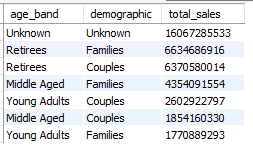 age_band demographic total_sales
Unknown Unknown 16067285533
Retirees Families 6634686916
Retirees Couples 6370580014
Middle Aged Families 4354091554
Young Adults Couples 2602922797
Middle Aged Couples 1854160330
Young Adults Families 1770889293